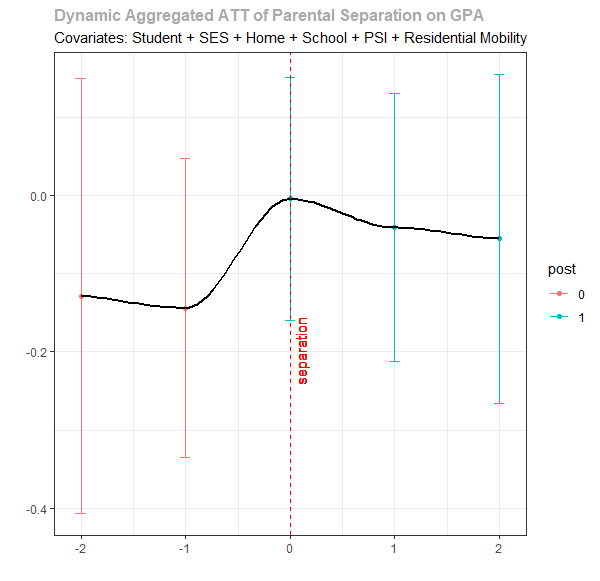 Dynamic Aggregated ATT of Parental Separation on GPA
Covariates: Student + SES + Home + School + PSI + Residential Mobility
0.0
-0.2
-0.4
separation
-2
-1
0
1
2
post
0
1